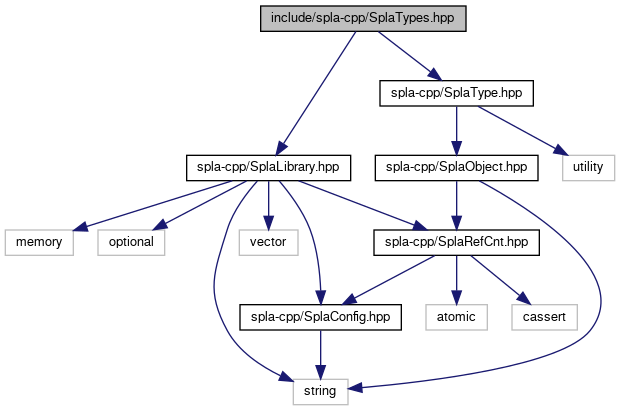 include/spla-cpp/SplaTypes.hpp
spla-cpp/SplaType.hpp
spla-cpp/SplaLibrary.hpp
spla-cpp/SplaObject.hpp
utility
memory
optional
vector
spla-cpp/SplaRefCnt.hpp
spla-cpp/SplaConfig.hpp
atomic
cassert
string